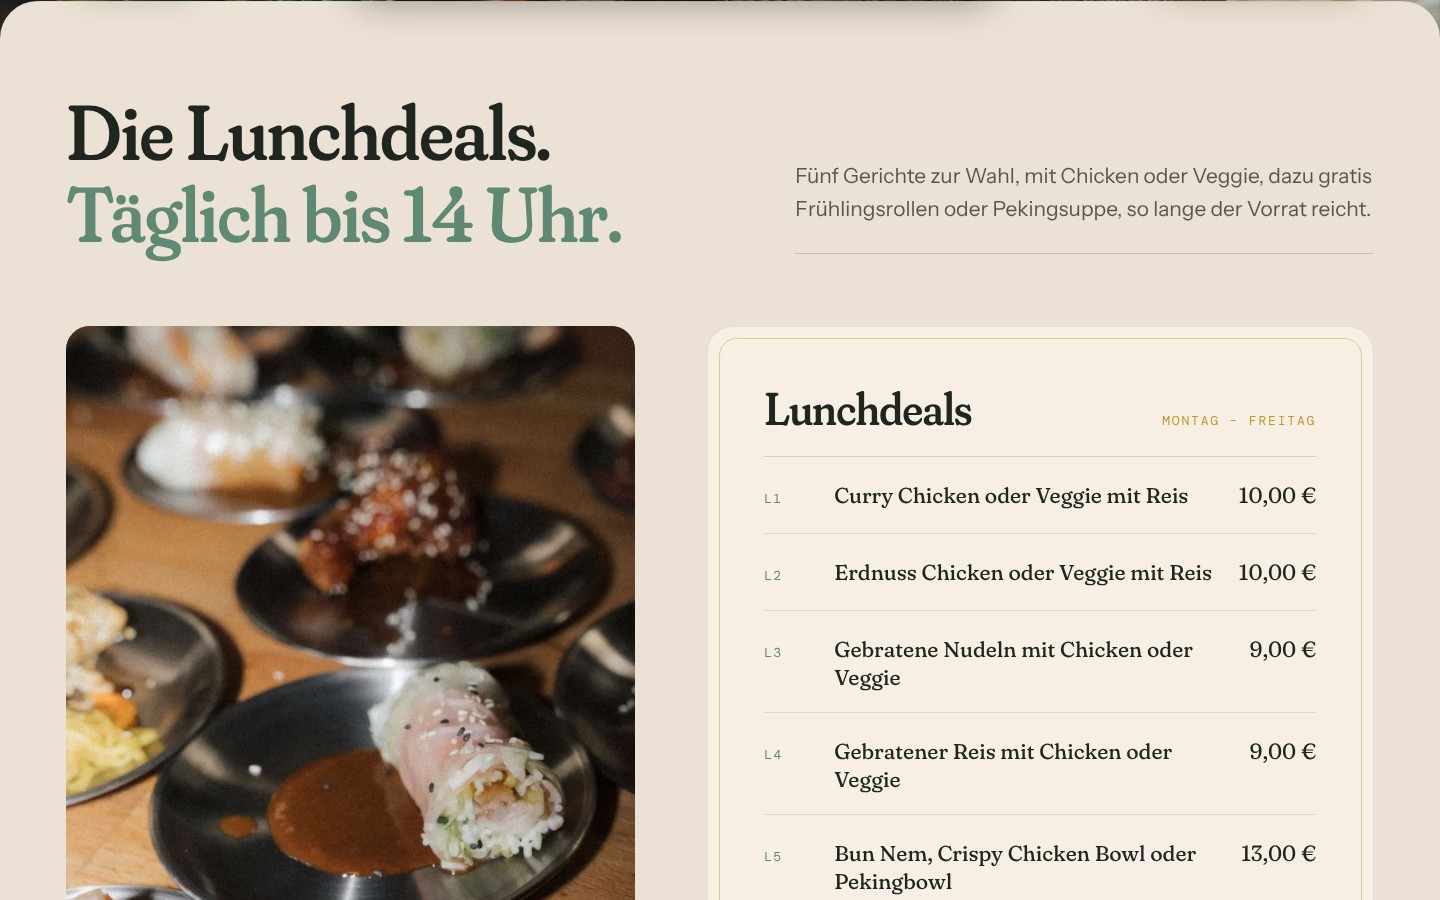 Die Lunchdeals.
Täglich bis 14 Uhr.
Fünf Gerichte zur Wahl, mit Chicken oder Veggie, dazu gratis
Frühlingsrollen oder Pekingsuppe, so lange der Vorrat reicht.
Lunchdeals
MONTAG – FREITAG
L1 Curry Chicken oder Veggie mit Reis 10,00 €
L2 Erdnuss Chicken oder Veggie mit Reis 10,00 €
L3 Gebratene Nudeln mit Chicken oder 9,00 €
Veggie
L4 Gebratener Reis mit Chicken oder 9,00 €
Veggie
L5 Bun Nem, Crispy Chicken Bowl oder 13,00 €
Pekingbowl